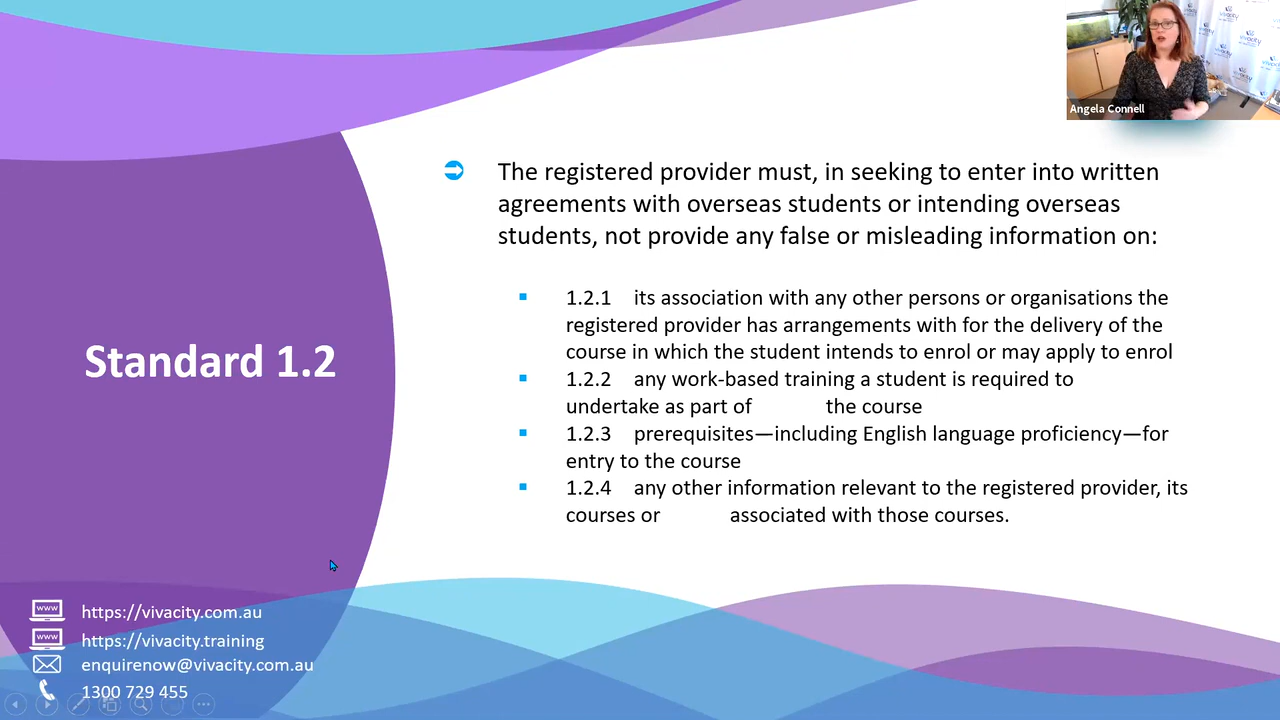 Angela Connell
The registered provider must, in seeking to enter into written
agreements with overseas students or intending overseas
students, not provide any false or misleading information on:
1.2.1 its association with any other persons or organisations the
registered provider has arrangements with for the delivery of the
course in which the student intends to enrol or may apply to enrol
1.2.2 any work-based training a student is required to
undertake as part of the course
1.2.3 prerequisites—including English language proficiency—for
entry to the course
1.2.4 any other information relevant to the registered provider, its
courses or associated with those courses.
Standard 1.2
www https://vivacity.com.au
www https://vivacity.training
enquirenow@vivacity.com.au
1300 729 455